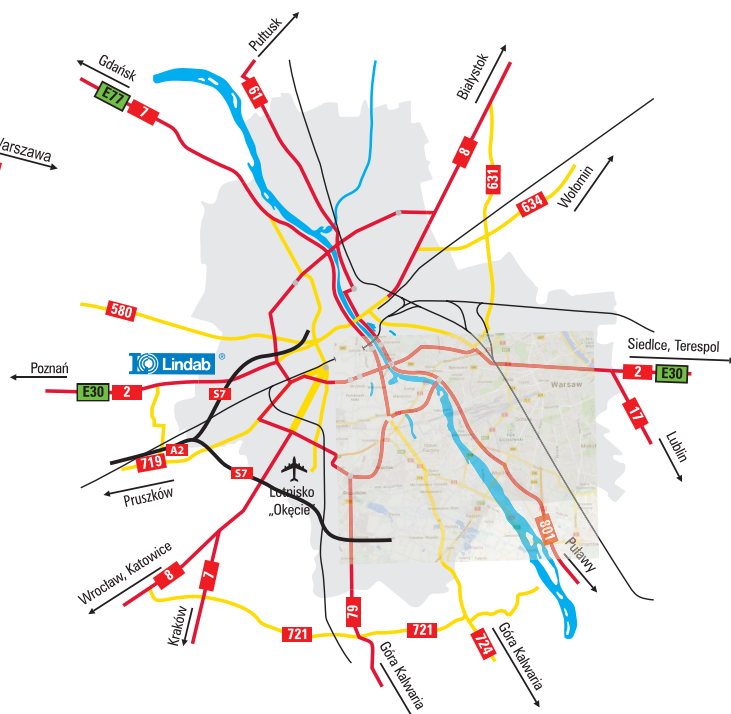 Pułtusk
Gdańsk
E77
7
61
Białystok
8
Warszawa
631
634
Wołomin
580
Lindab ®
Poznań
E30
2
S7
Siedlce, Terespol
2
E30
Warsaw
17
Lublin
A2
719
S7
Pruszków
Lotnisko
„Okęcie"
801
Puławy
Wrocław, Katowice
8
7
Kraków
79
721
721
724
Góra Kalwaria
Góra Kalwaria